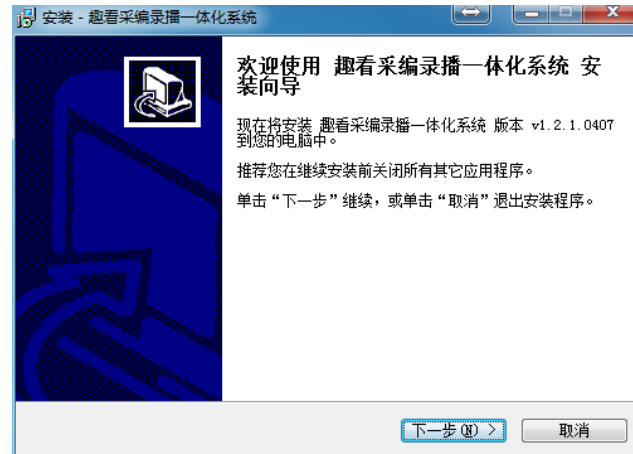 安装 - 趣看采编录播一体化系统
欢迎使用 趣看采编录播一体化系统 安
装向导
现在将安装 趣看采编录播一体化系统 版本 v1.2.1.0407
到您的电脑中。
推荐您在继续安装前关闭所有其它应用程序。
单击“下一步”继续，或单击“取消”退出安装程序。
下一步(N) >
取消